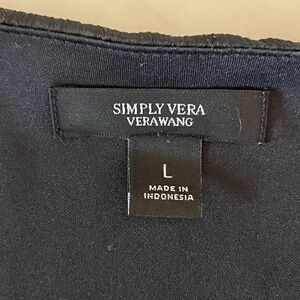 SIMPLY VERA
VERAWANG
L
MADE IN
INDONESIA